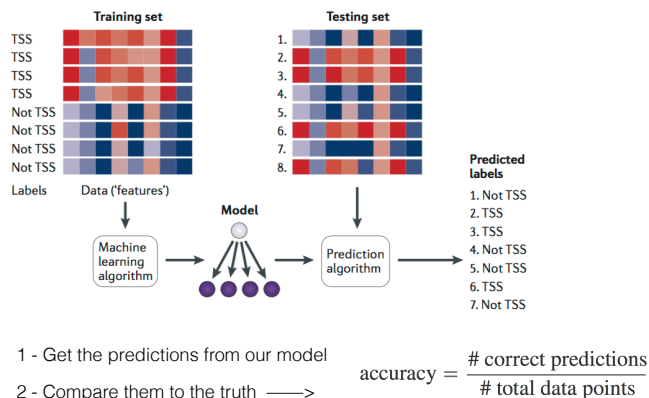 Training set
TSS
TSS
TSS
TSS
Not TSS
Not TSS
Not TSS
Not TSS
Labels Data ('features')
Testing set
1.
2.
3.
4.
5.
6.
7.
8.
Machine
learning
algorithm
Model
Prediction
algorithm
Predicted
labels
1. Not TSS
2. TSS
3. TSS
4. Not TSS
5. Not TSS
6. TSS
7. Not TSS
1 - Get the predictions from our model
2 - Compare them to the truth ——>
accuracy = # correct predictions
# total data points